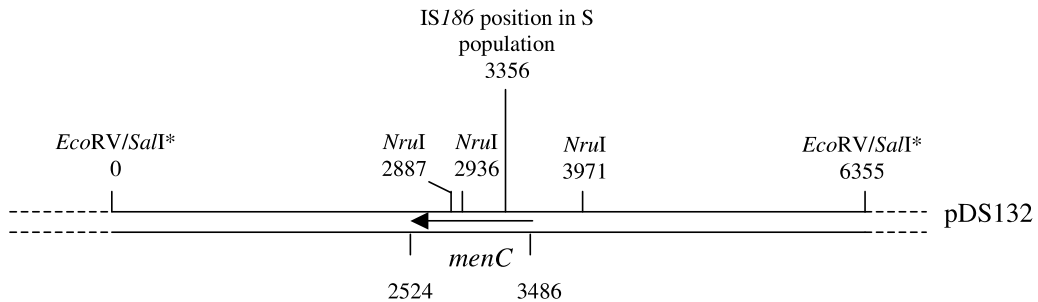 IS186 position in S
population
3356
EcoRV/SalI*
0
NruI
2887
NruI
2936
NruI
3971
EcoRV/SalI*
6355
pDS132
menC
2524
3486